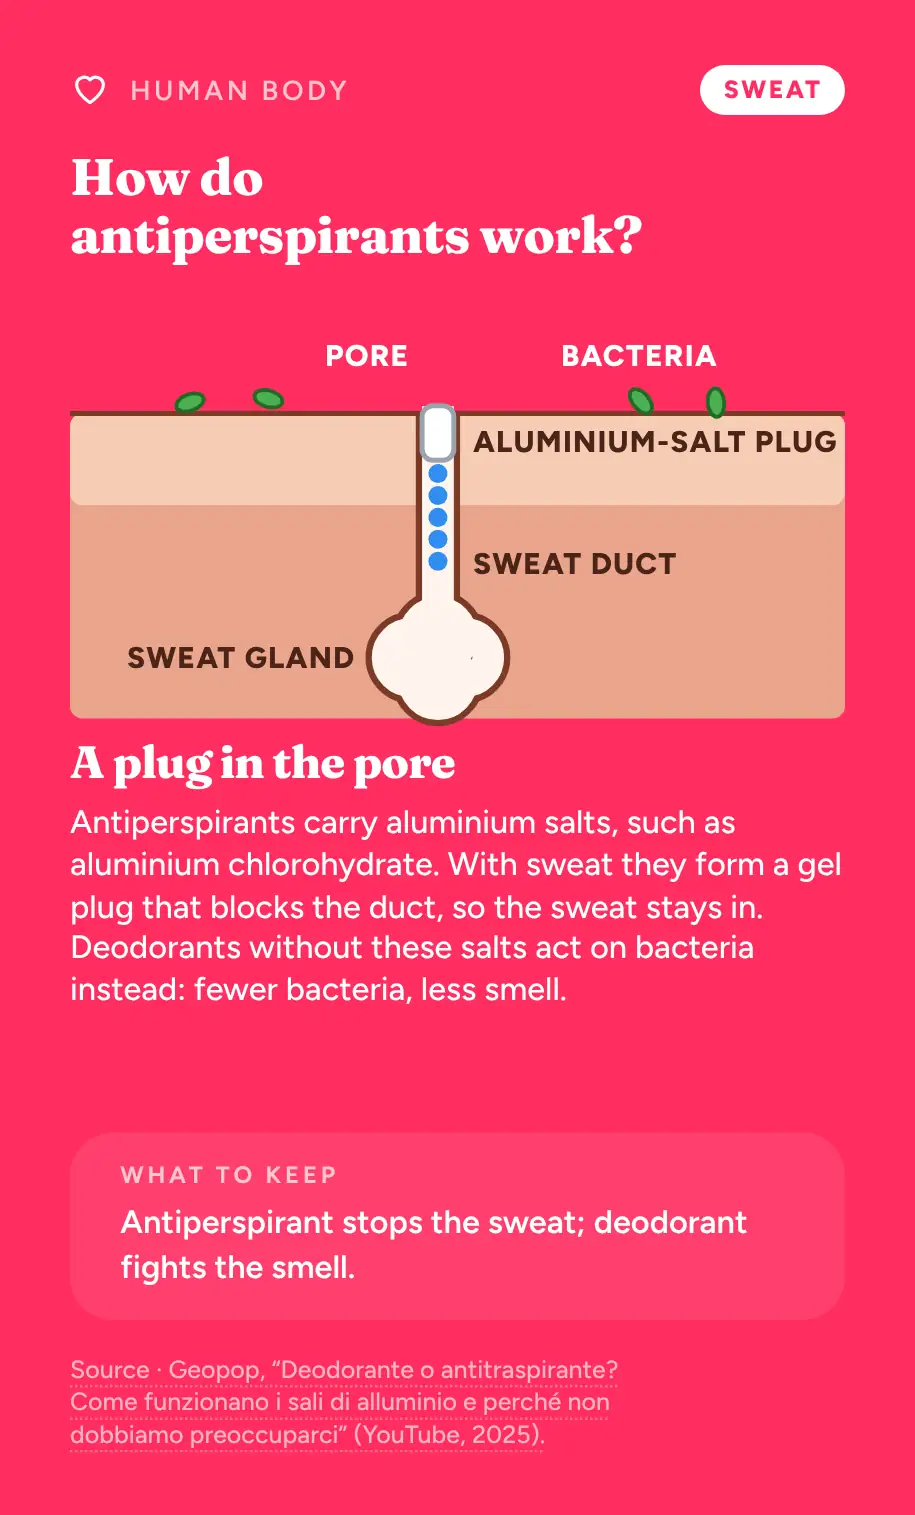 HUMAN BODY
SWEAT
How do
antiperspirants work?
PORE
BACTERIA
ALUMINIUM-SALT PLUG
SWEAT DUCT
SWEAT GLAND
A plug in the pore
Antiperspirants carry aluminium salts, such as
aluminium chlorohydrate. With sweat they form a gel
plug that blocks the duct, so the sweat stays in.
Deodorants without these salts act on bacteria
instead: fewer bacteria, less smell.
WHAT TO KEEP
Antiperspirant stops the sweat; deodorant
fights the smell.
Source · Geopop, “Deodorante o antitraspirante?
Come funzionano i sali di alluminio e perché non
dobbiamo preoccuparci” (YouTube, 2025).